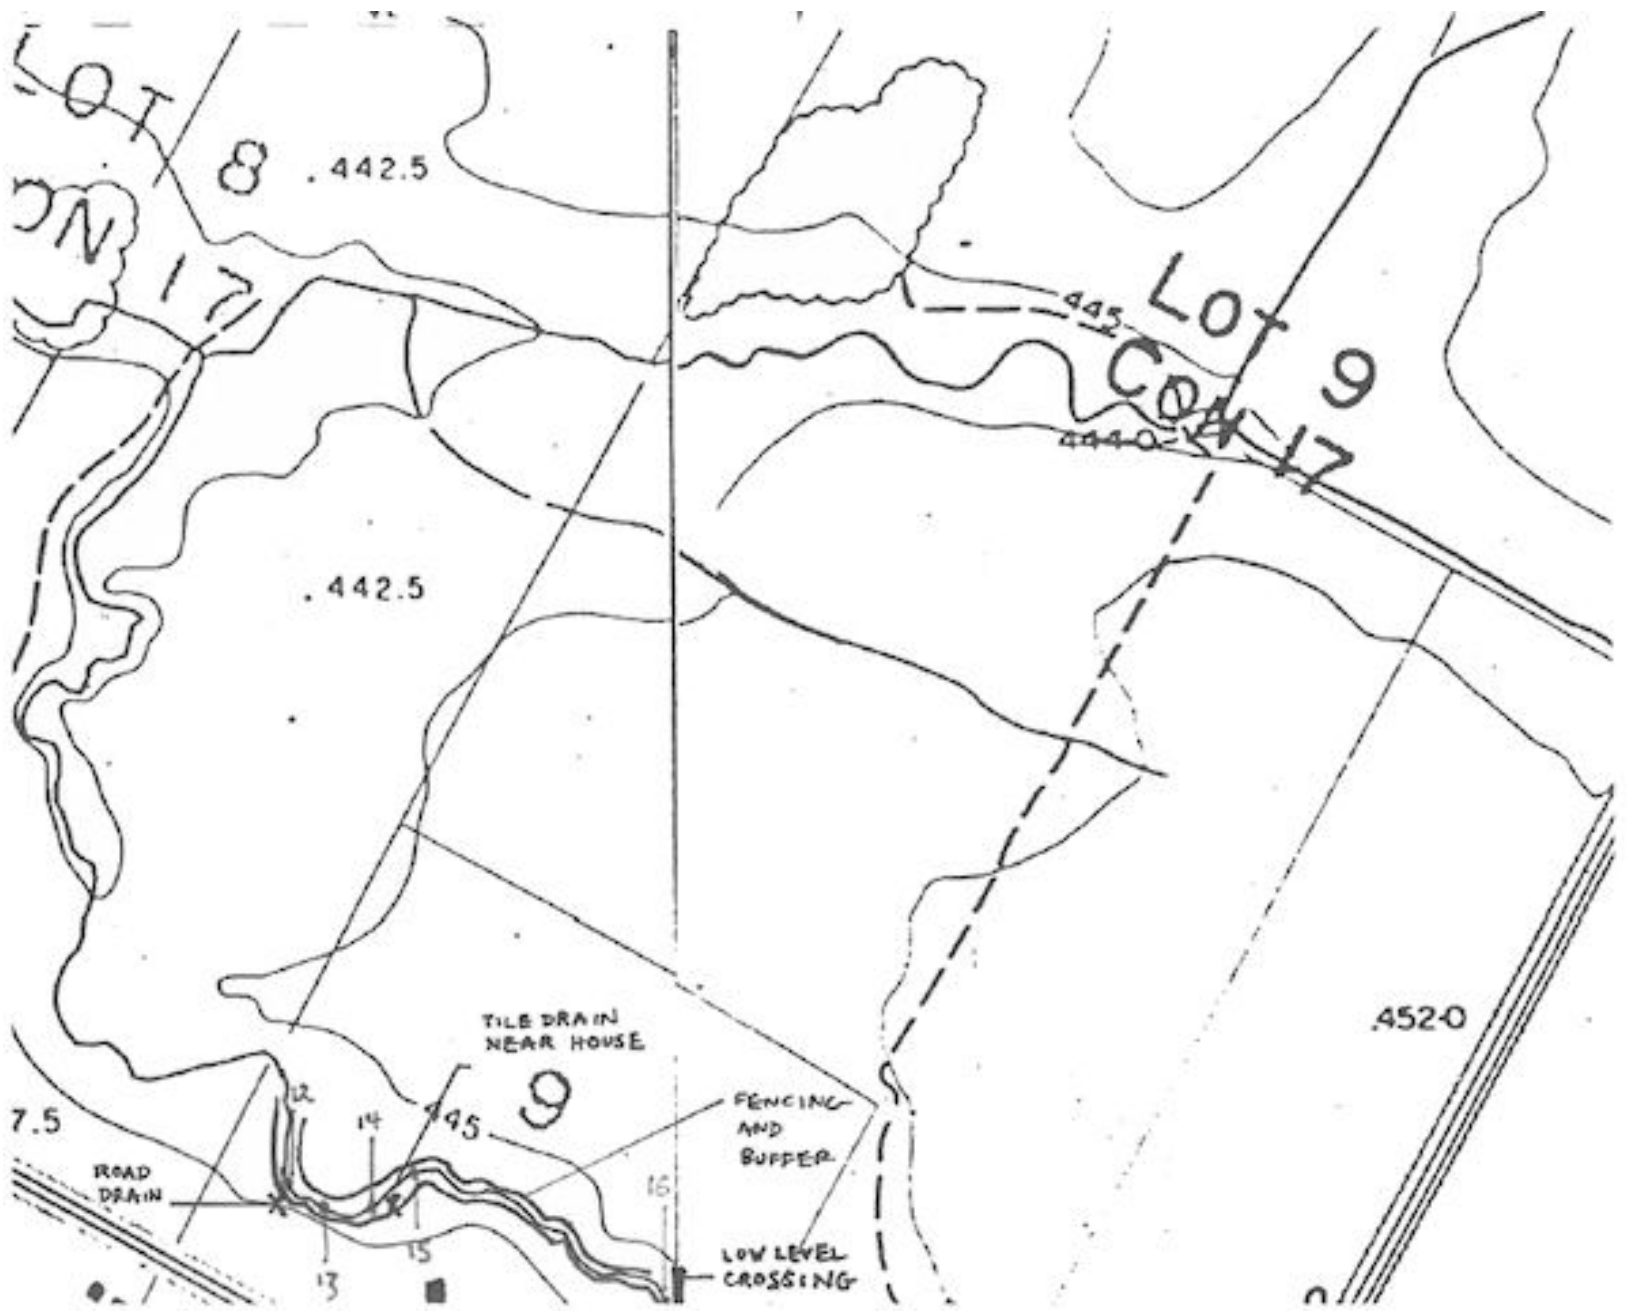 LOT
8
.442.5
ON 17
445
LOT
9
CON 17
444.0
.442.5
.452.0
TILE DRAIN
NEAR HOUSE
9
445
7.5
FENCING
AND
BUFFER
ROAD
DRAIN
12
14
13
15
16
LOW LEVEL
CROSSING